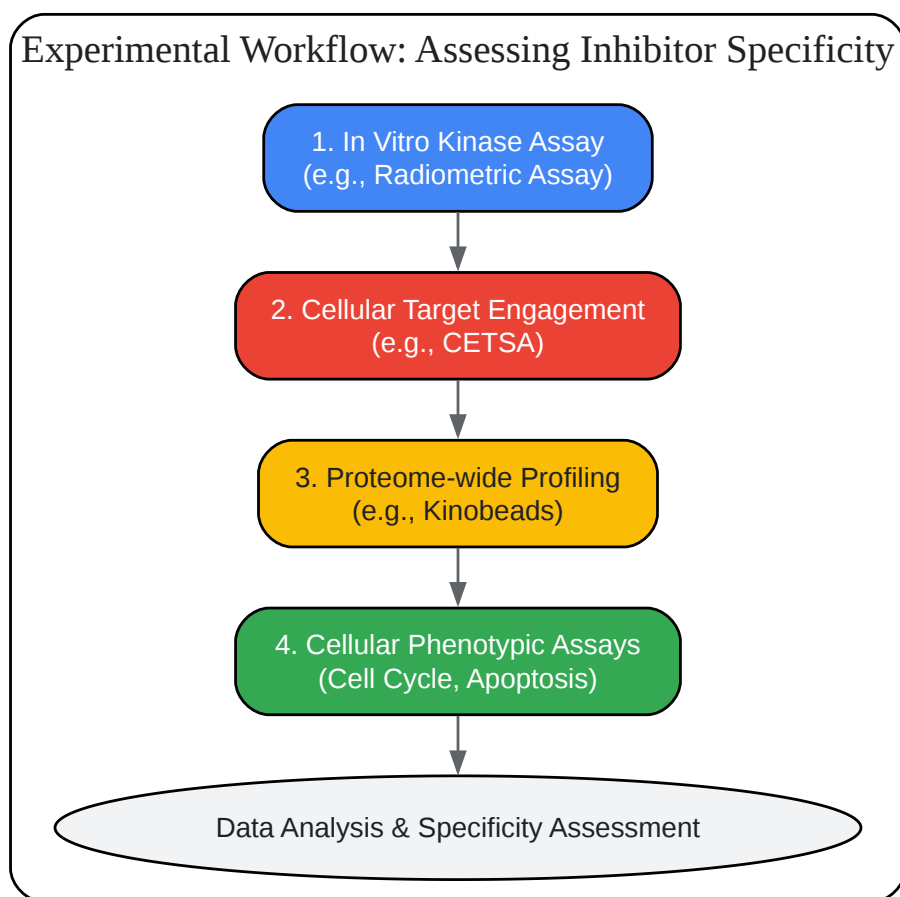 Experimental Workflow: Assessing Inhibitor Specificity
1. In Vitro Kinase Assay
(e.g., Radiometric Assay)
2. Cellular Target Engagement
(e.g., CETSA)
3. Proteome-wide Profiling
(e.g., Kinobeads)
4. Cellular Phenotypic Assays
(Cell Cycle, Apoptosis)
Data Analysis & Specificity Assessment